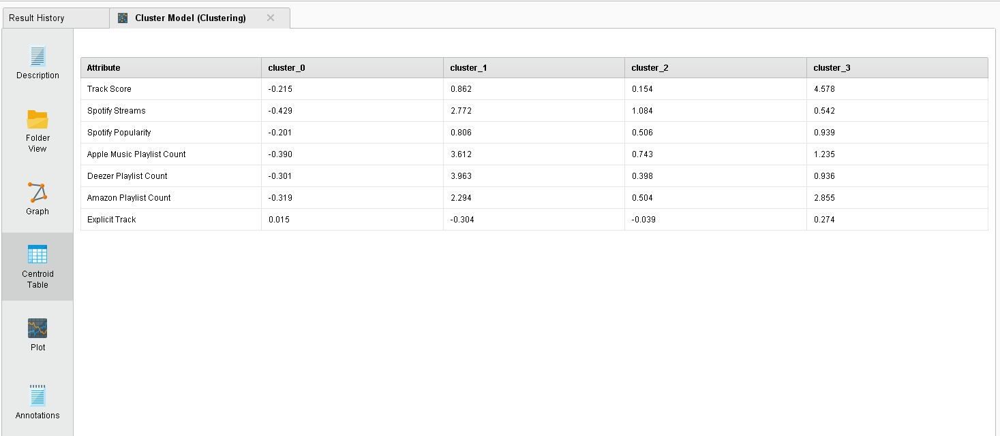 Result History
Cluster Model (Clustering)
Description
Folder
View
Graph
Centroid
Table
Plot
Annotations
Attribute cluster_0 cluster_1 cluster_2 cluster_3
Track Score -0.215 0.862 0.154 4.578
Spotify Streams -0.429 2.772 1.084 0.542
Spotify Popularity -0.201 0.806 0.506 0.939
Apple Music Playlist Count -0.390 3.612 0.743 1.235
Deezer Playlist Count -0.301 3.963 0.398 0.936
Amazon Playlist Count -0.319 2.294 0.504 2.855
Explicit Track 0.015 -0.304 -0.039 0.274